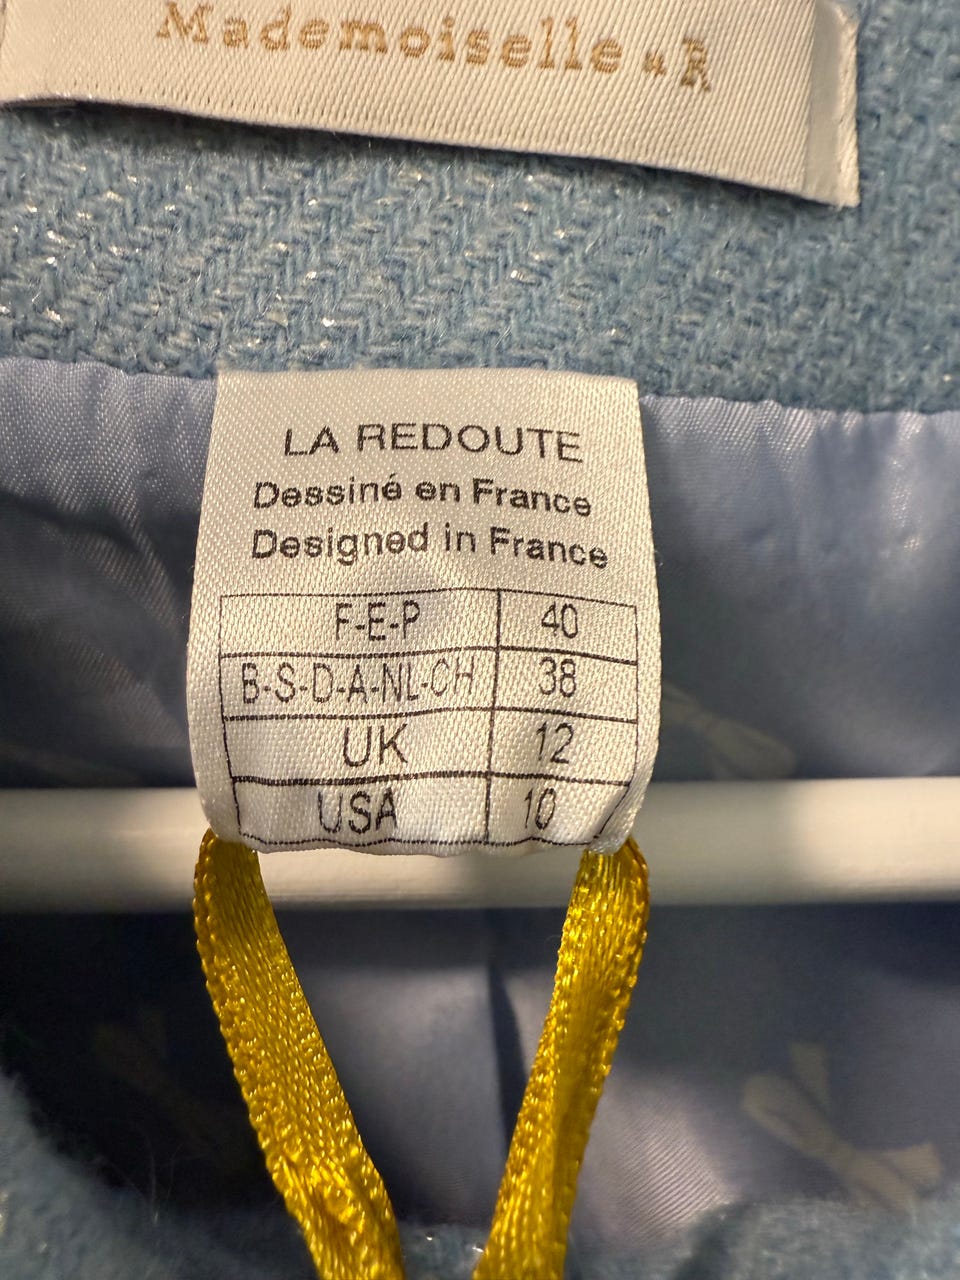 Mademoiselle R
LA REDOUTE
Dessiné en France
Designed in France
F-E-P 40
B-S-D-A-NL-CH 38
UK 12
USA 10